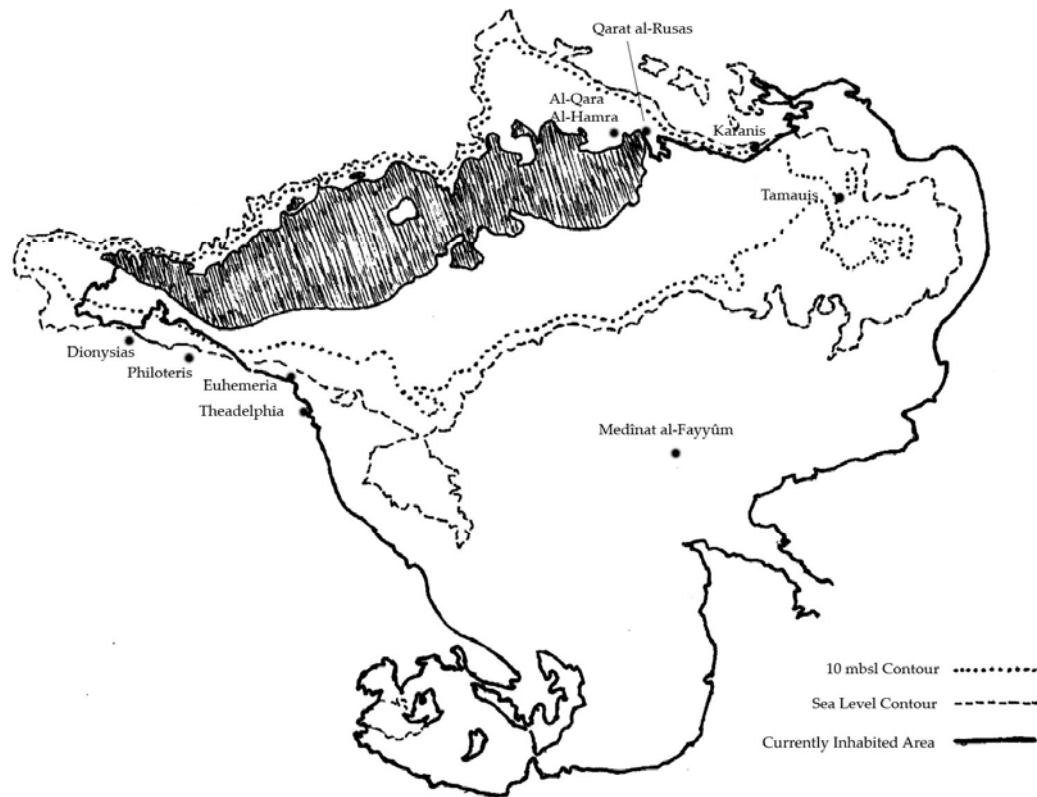 Qarat al-Rusas
Al-Qara
Al-Hamra
Karanis
Tamauis
Dionysias
Philoteris
Euhemeria
Theadelphia
Medînat al-Fayyûm
10 mbsl Contour
Sea Level Contour
Currently Inhabited Area